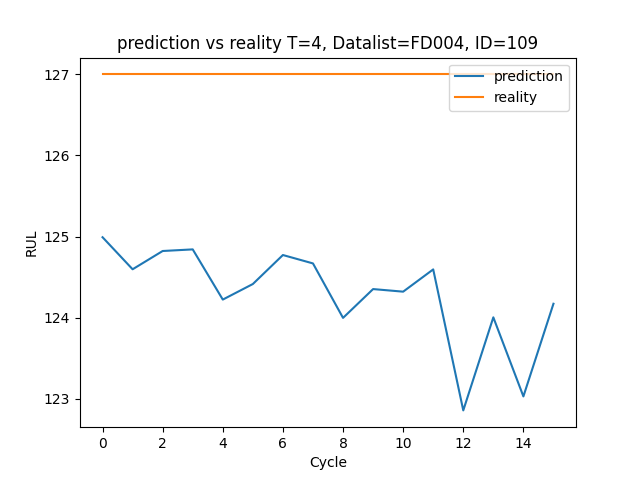 prediction vs reality T=4, Datalist=FD004, ID=109
127
126
125
124
123
RUL
prediction
reality
0 2 4 6 8 10 12 14
Cycle